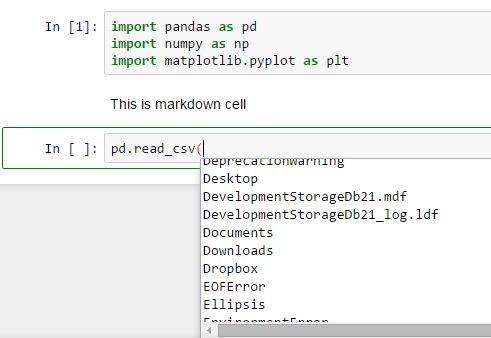 In [1]: import pandas as pd
import numpy as np
import matplotlib.pyplot as plt
This is markdown cell
In [ ]: pd.read_csv(
DeprecationWarning
Desktop
DevelopmentStorageDb21.mdf
DevelopmentStorageDb21_log.ldf
Documents
Downloads
Dropbox
EOFError
Ellipsis
EnvironmentError